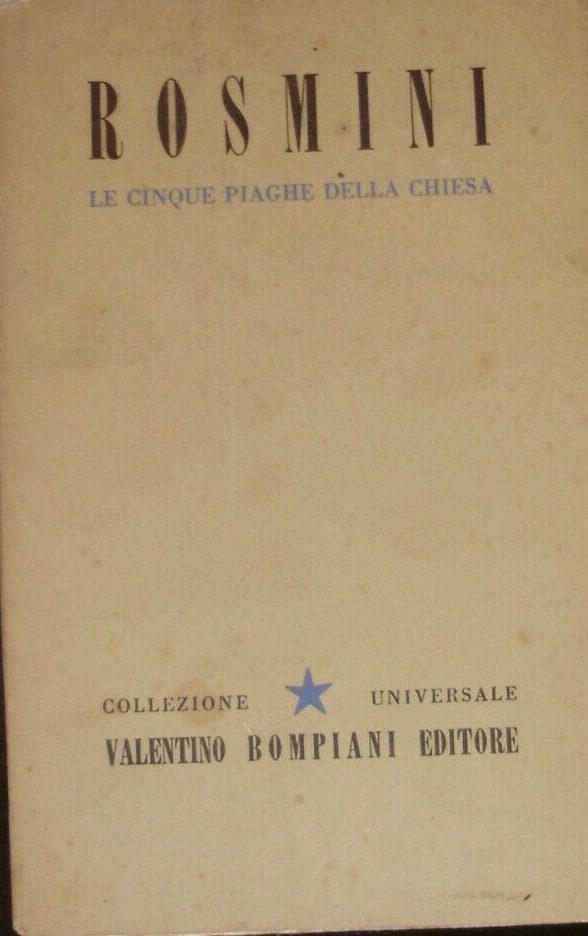 ROSMINI
LE CINQUE PIAGHE DELLA CHIESA
COLLEZIONE UNIVERSALE
VALENTINO BOMPIANI EDITORE